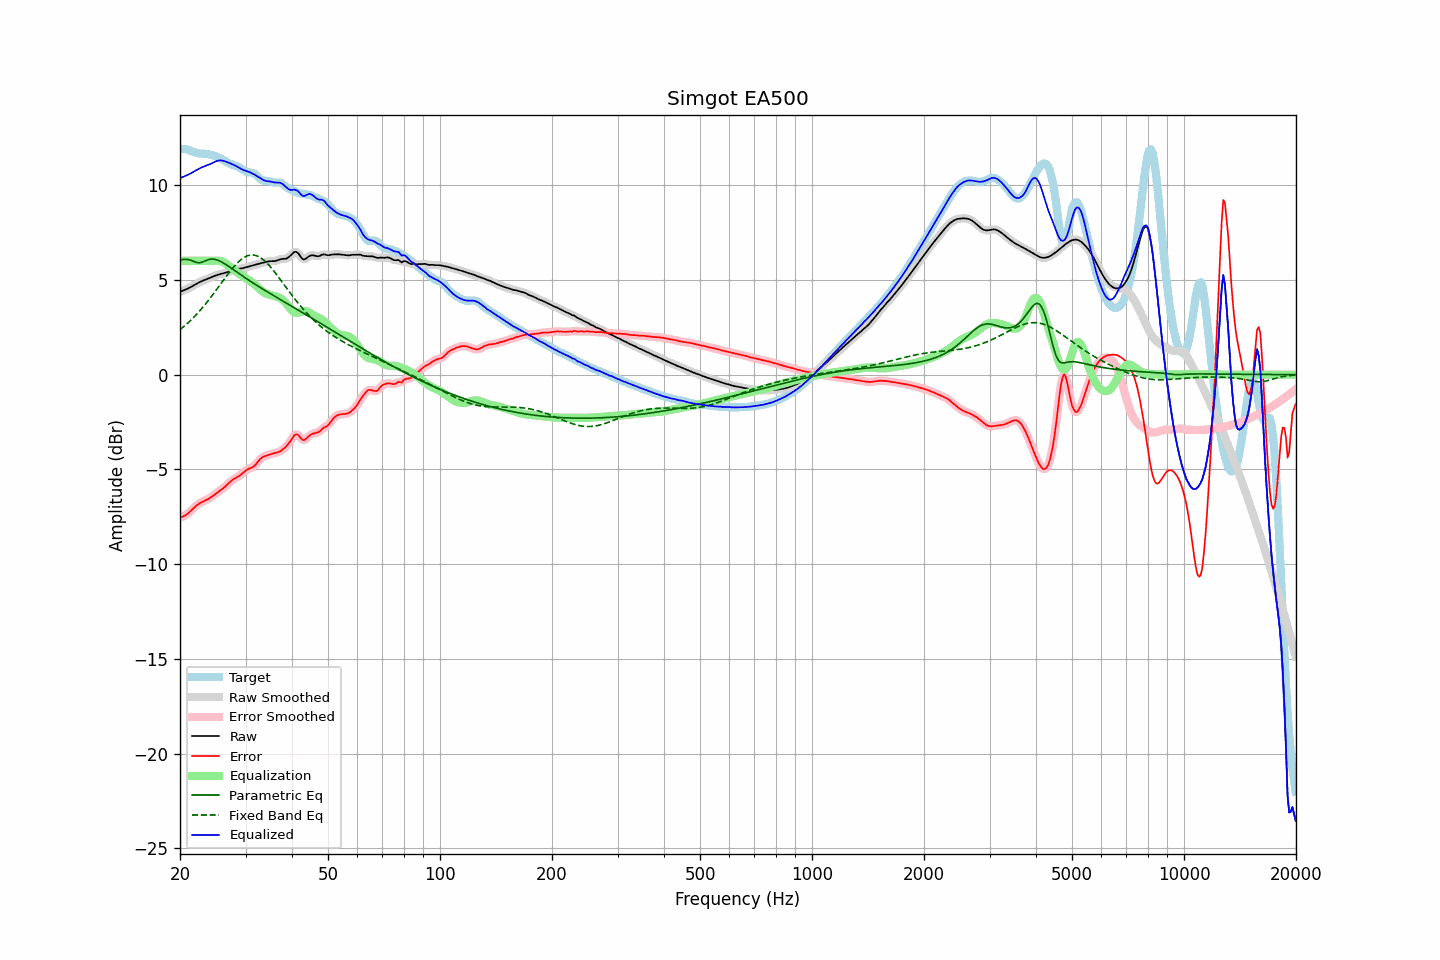 Simgot EA500
Amplitude (dBr)
10
5
0
−5
−10
−15
−20
−25
Target
Raw Smoothed
Error Smoothed
Raw
Error
Equalization
Parametric Eq
Fixed Band Eq
Equalized
20 50 100 200 500 1000 2000 5000 10000 20000
Frequency (Hz)